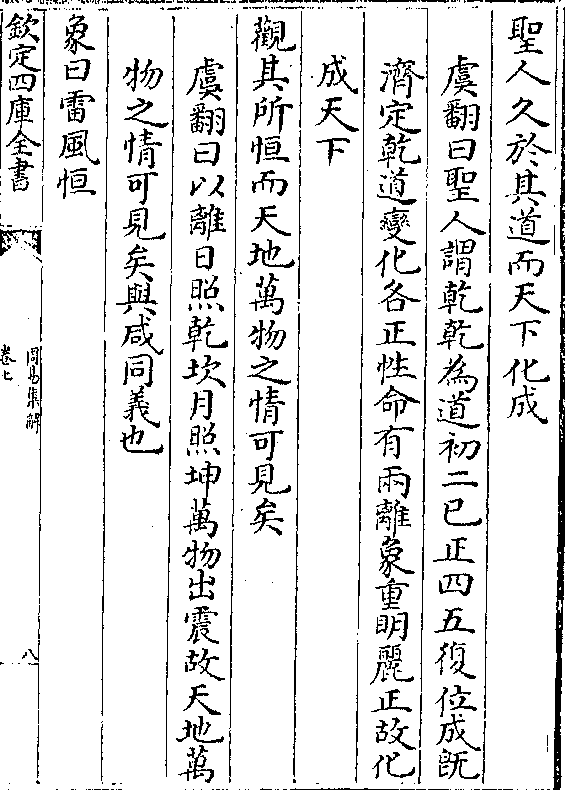 聖人久於其道而天下化成
虞翻曰聖人謂乾乾為道初二已正四五復位成既
濟定乾道變化各正性命有兩離象重明麗正故化
成天下
觀其所恒而天地萬物之情可見矣
虞翻曰以離日照乾坎月照坤萬物出震故天地萬
物之情可見矣與咸同義也
象曰雷風恒
欽定四庫全書
周易集解
卷七
八